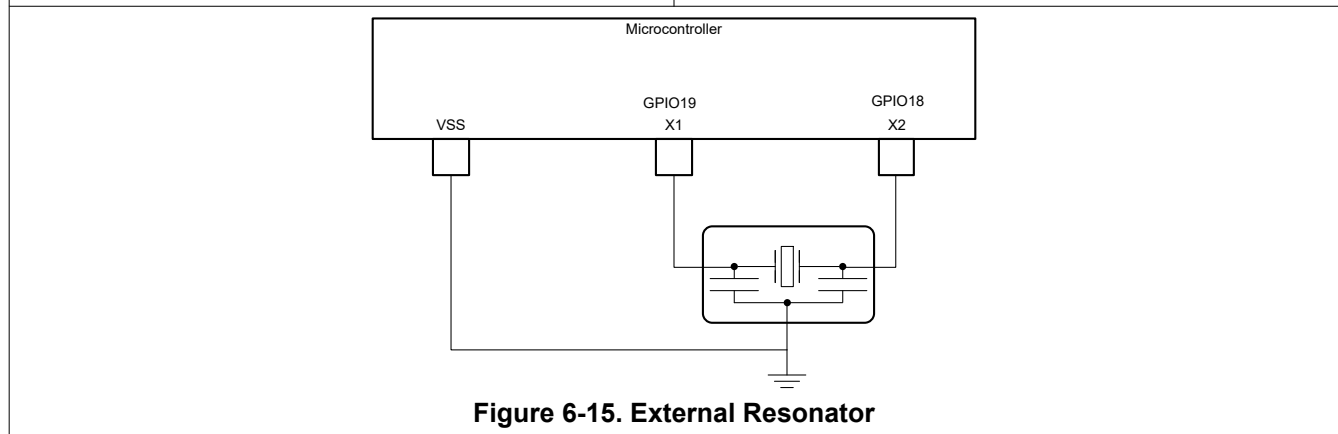 Microcontroller
GPIO19
GPIO18
VSS
X1
X2
Figure 6-15. External Resonator